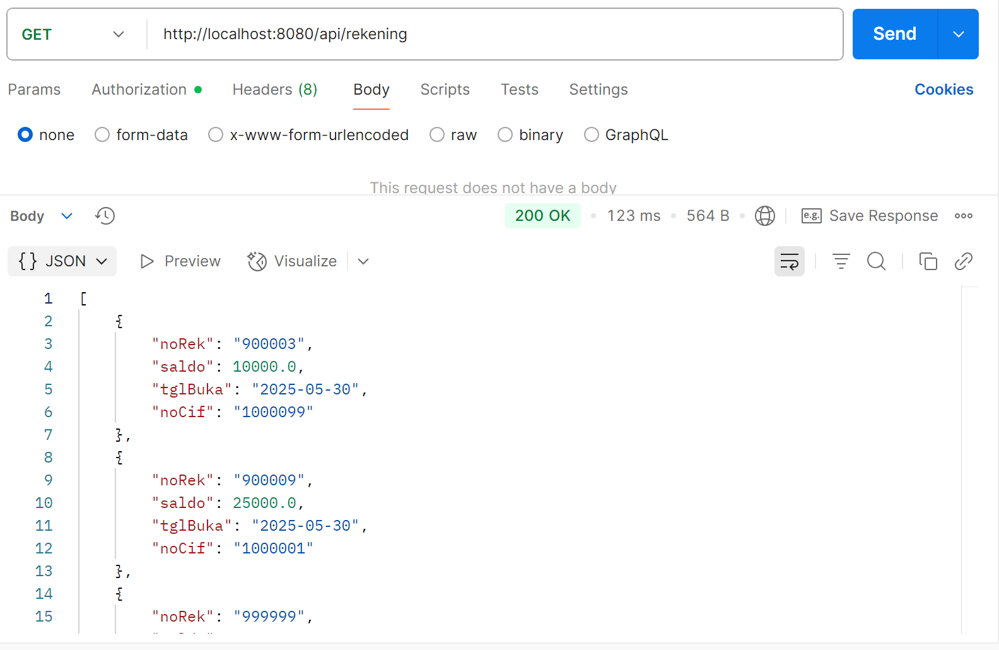 GET http://localhost:8080/api/rekening Send
Params Authorization Headers (8) Body Scripts Tests Settings Cookies
none form-data x-www-form-urlencoded raw binary GraphQL
This request does not have a body
Body 200 OK 123 ms 564 B e.g. Save Response
{} JSON Preview Visualize
1 [
2 {
3 "noRek": "900003",
4 "saldo": 10000.0,
5 "tglBuka": "2025-05-30",
6 "noCif": "1000099"
7 },
8 {
9 "noRek": "900009",
10 "saldo": 25000.0,
11 "tglBuka": "2025-05-30",
12 "noCif": "1000001"
13 },
14 {
15 "noRek": "999999",